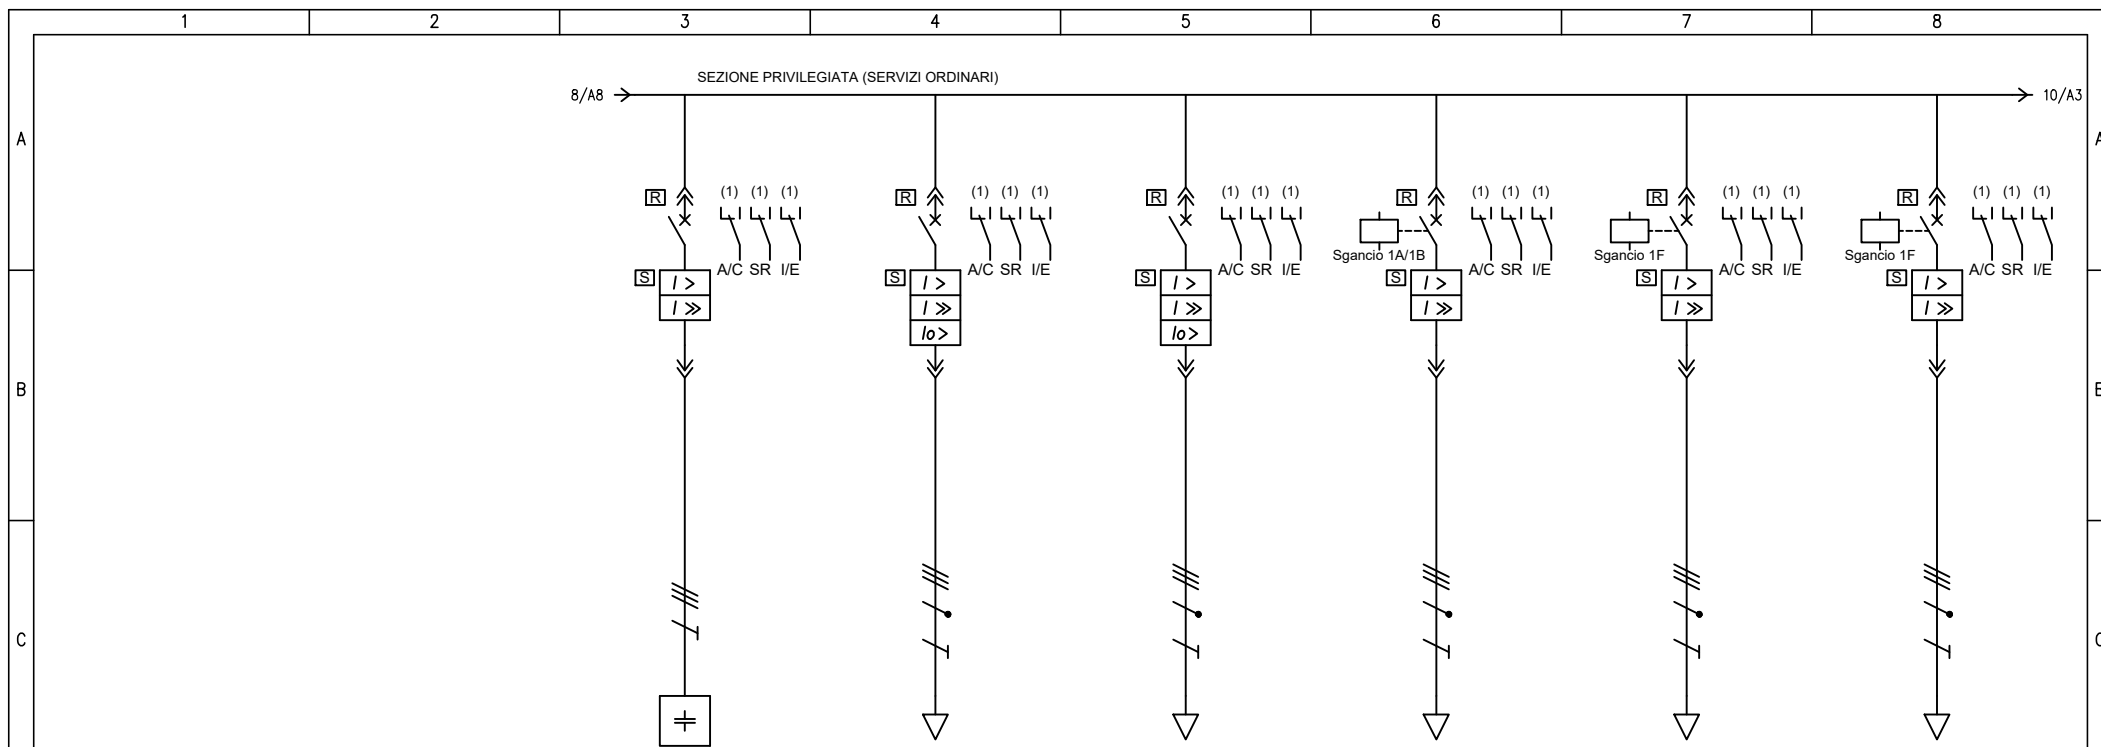 1 2 3 4 5 6 7 8
SEZIONE PRIVILEGIATA (SERVIZI ORDINARI)
8/A8 10/A3
A A
R (1) (1) (1) R (1) (1) (1) R (1) (1) (1) R (1) (1) (1) R (1) (1) (1) R (1) (1) (1)
Sgancio 1A/1B Sgancio 1F Sgancio 1F
A/C SR I/E A/C SR I/E A/C SR I/E A/C SR I/E A/C SR I/E A/C SR I/E
S I > S I > S I > S I > S I > S I >
I >> I >> I >> I >> I >> I >>
Io > Io >
B B
C C